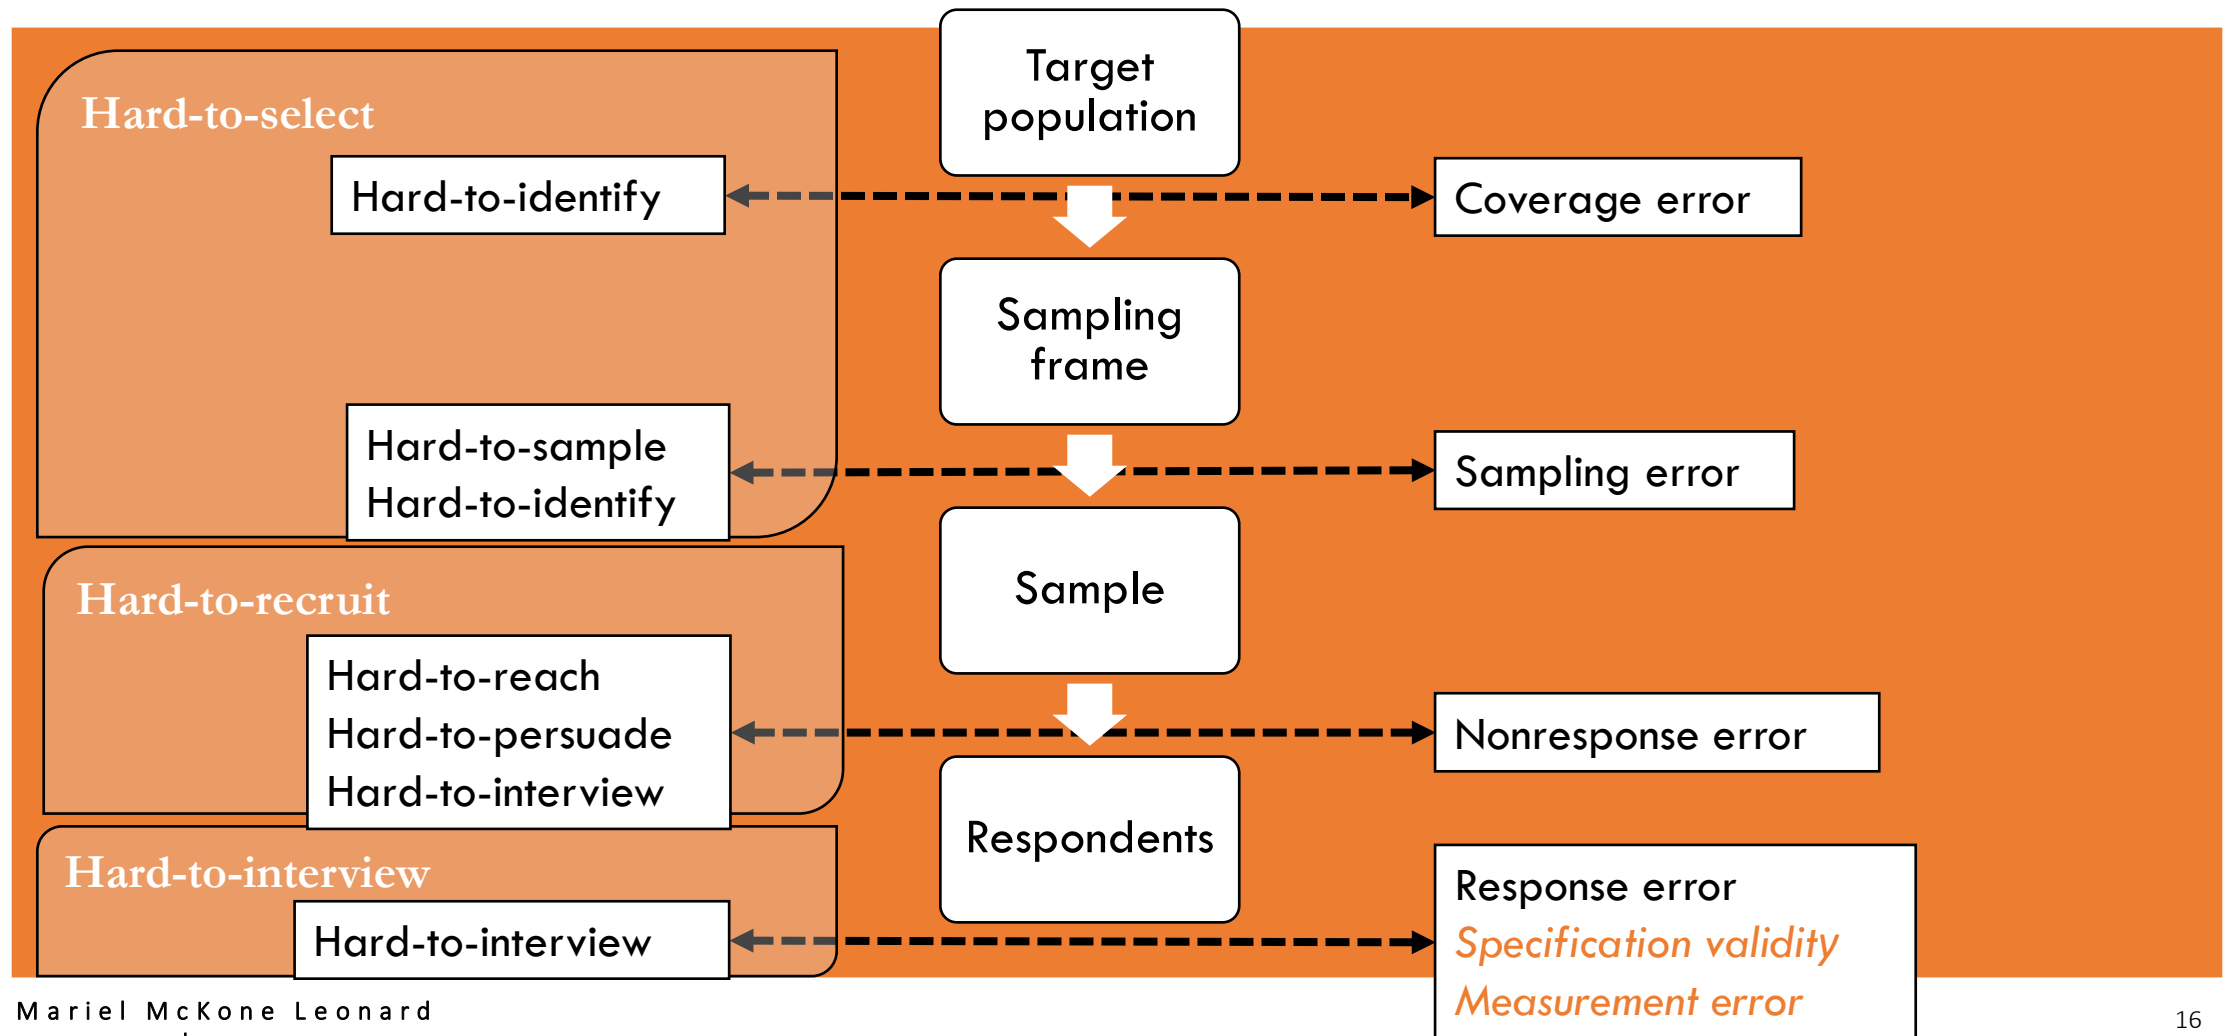 Target
population
Hard-to-select
Hard-to-identify
Coverage error
Sampling
frame
Hard-to-sample
Hard-to-identify
Sampling error
Sample
Hard-to-recruit
Hard-to-reach
Hard-to-persuade
Hard-to-interview
Nonresponse error
Respondents
Hard-to-interview
Hard-to-interview
Response error
Specification validity
Measurement error
Mariel McKone Leonard
16